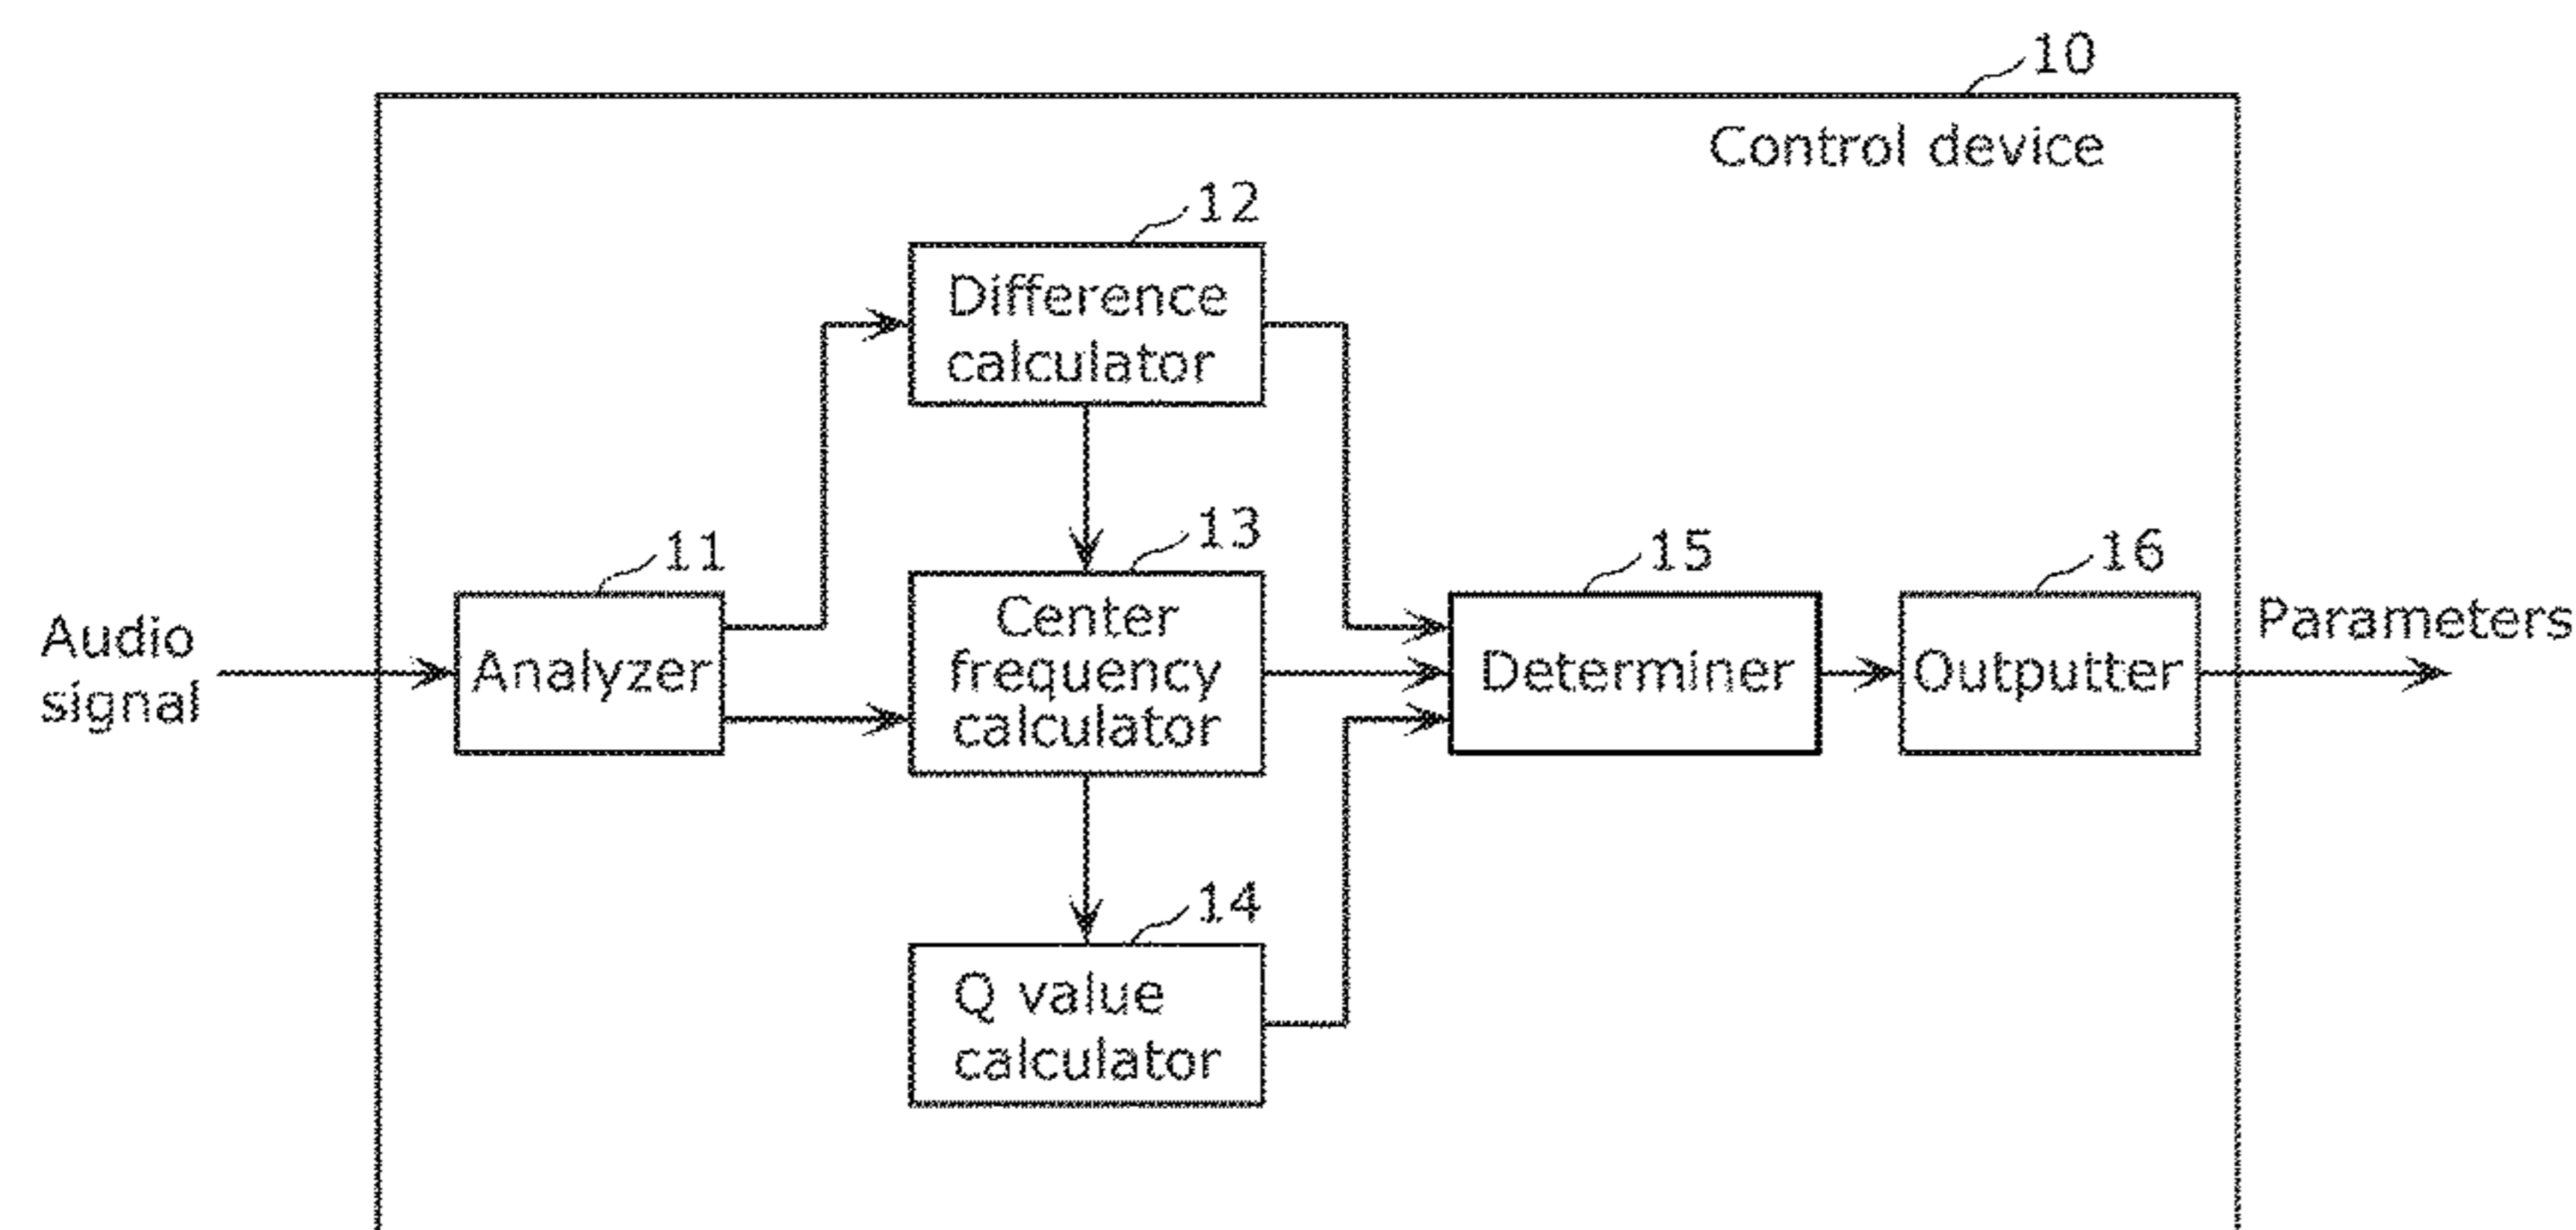 10
Control device
12
Difference
calculator
13
Center
frequency
calculator
11
Analyzer
Audio
signal
14
Q value
calculator
15
Determiner
16
Outputter
Parameters